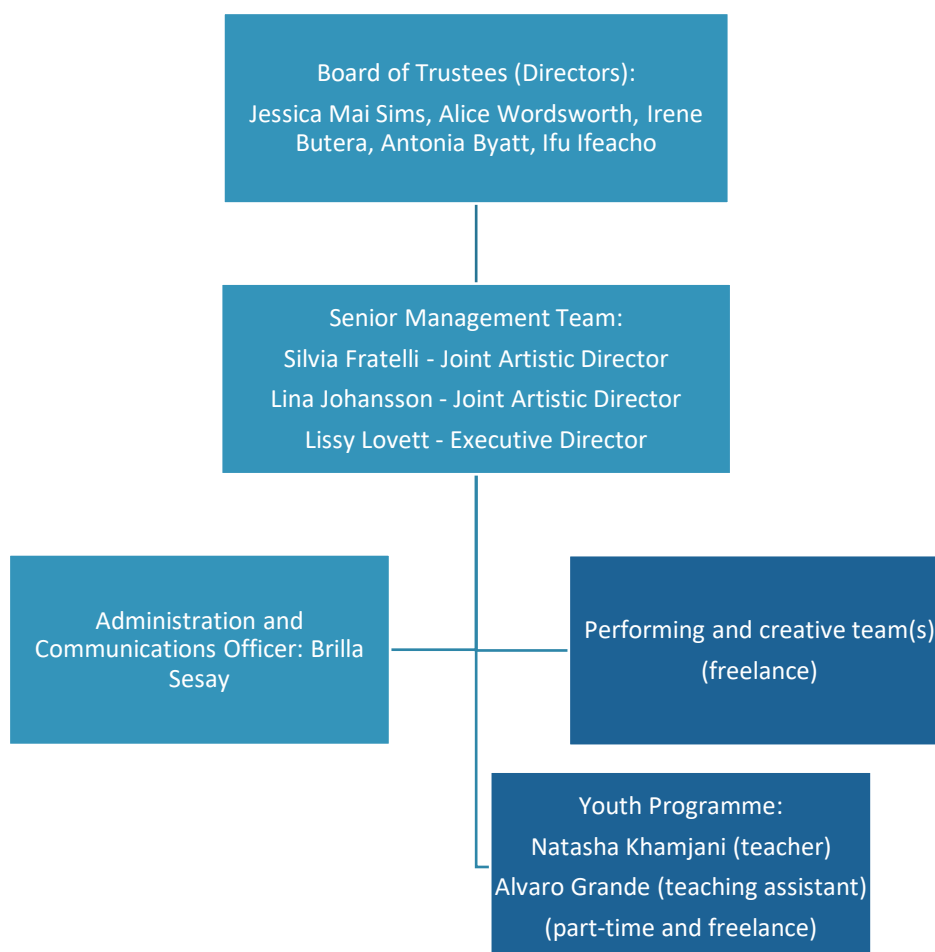 Board of Trustees (Directors):
Jessica Mai Sims, Alice Wordsworth, Irene
Butera, Antonia Byatt, Ifu Ifeacho
Senior Management Team:
Silvia Fratelli - Joint Artistic Director
Lina Johansson - Joint Artistic Director
Lissy Lovett - Executive Director
Administration and
Communications Officer: Brilla
Sesay
Performing and creative team(s)
(freelance)
Youth Programme:
Natasha Khamjani (teacher)
Alvaro Grande (teaching assistant)
(part-time and freelance)